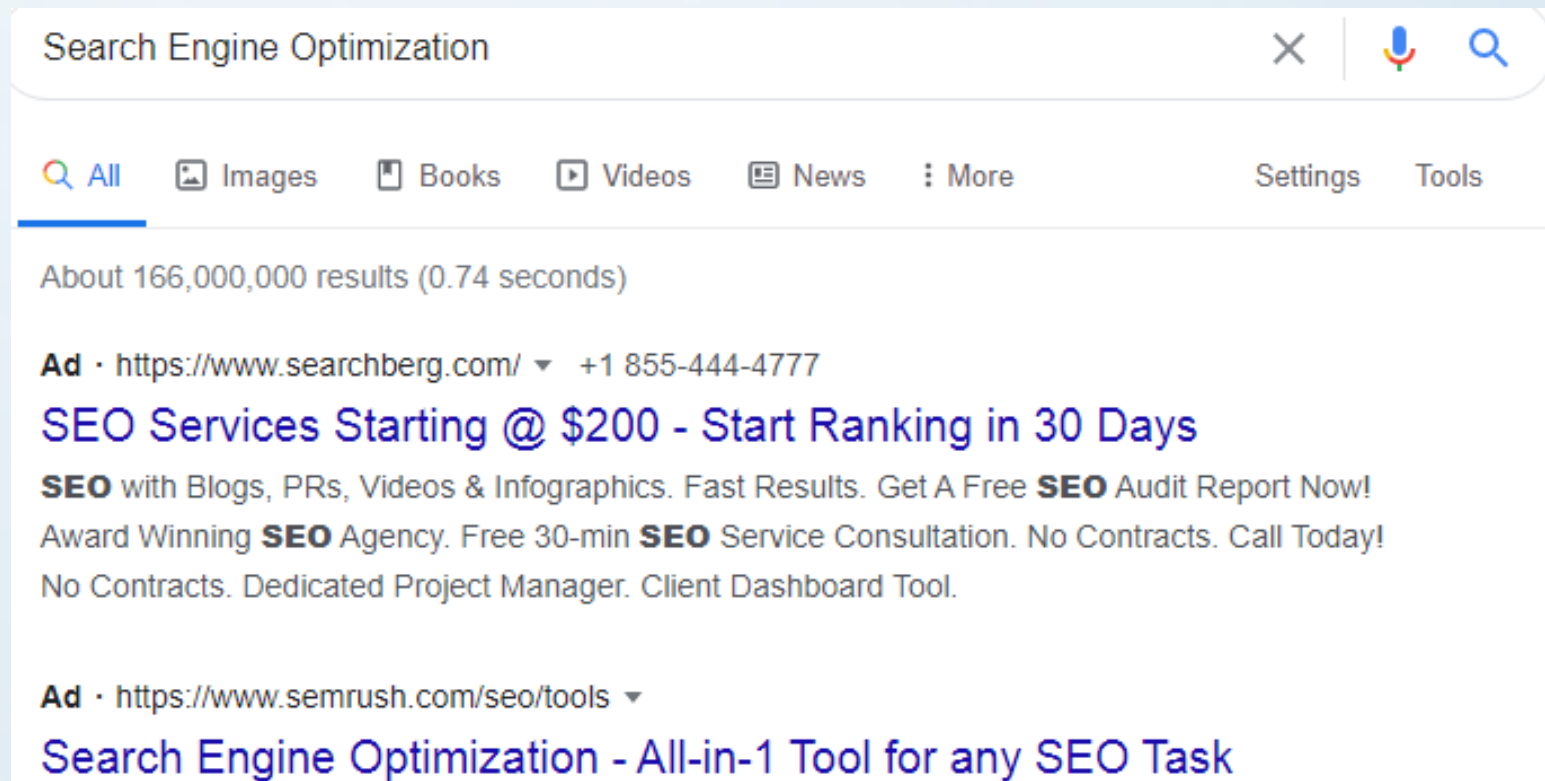 Search Engine Optimization
All Images Books Videos News More Settings Tools
About 166,000,000 results (0.74 seconds)
Ad · https://www.searchberg.com/ +1 855-444-4777
SEO Services Starting @ $200 - Start Ranking in 30 Days
SEO with Blogs, PRs, Videos & Infographics. Fast Results. Get A Free SEO Audit Report Now!
Award Winning SEO Agency. Free 30-min SEO Service Consultation. No Contracts. Call Today!
No Contracts. Dedicated Project Manager. Client Dashboard Tool.
Ad · https://www.semrush.com/seo/tools
Search Engine Optimization - All-in-1 Tool for any SEO Task